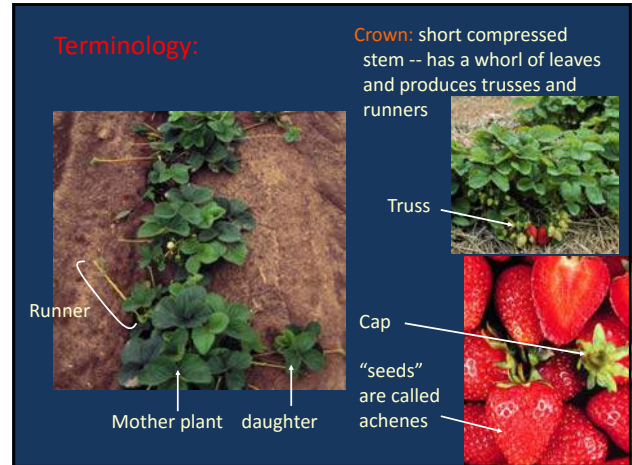 Terminology:
Crown: short compressed
stem -- has a whorl of leaves
and produces trusses and
runners
Truss
Runner
Mother plant
daughter
Cap
“seeds”
are called
achenes